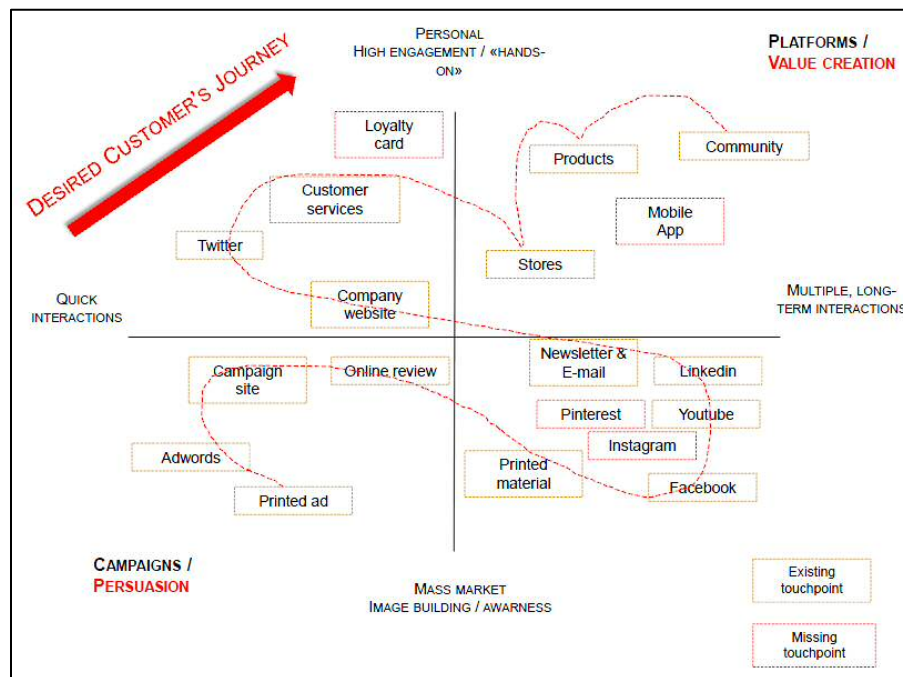 PERSONAL
HIGH ENGAGEMENT / «HANDS-
ON»
PLATFORMS /
VALUE CREATION
DESIRED CUSTOMER'S JOURNEY
Loyalty
card
Products
Community
Customer
services
Mobile
App
Twitter
Stores
Company
website
QUICK
INTERACTIONS
MULTIPLE, LONG-
TERM INTERACTIONS
Campaign
site
Online review
Newsletter &
E-mail
Linkedin
Pinterest
Youtube
Instagram
Adwords
Printed
material
Printed ad
Facebook
CAMPAIGNS /
PERSUASION
MASS MARKET
IMAGE BUILDING / AWARNESS
Existing
touchpoint
Missing
touchpoint